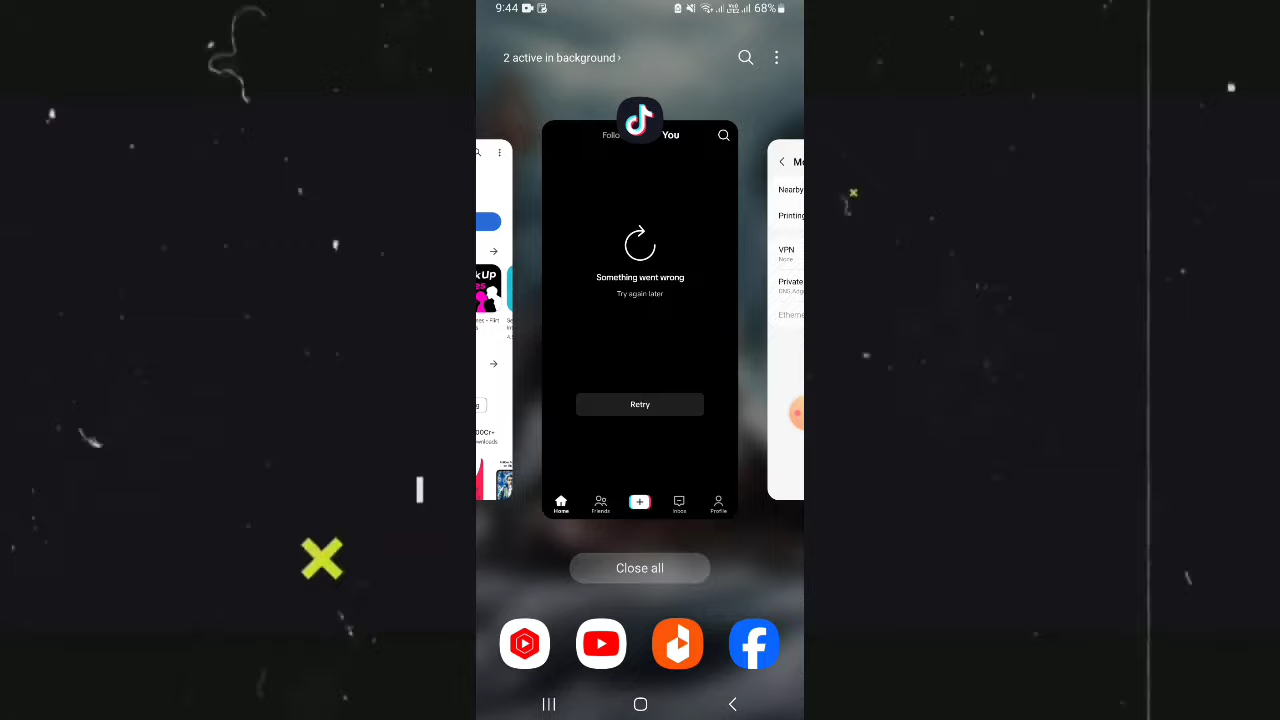 9:44
68%
2 active in background ›
Follo
You
Something went wrong
Try again later
Retry
Home
Friends
Inbox
Profile
Mo
Nearby
Printing
VPN
None
Private
Etherne
Close all